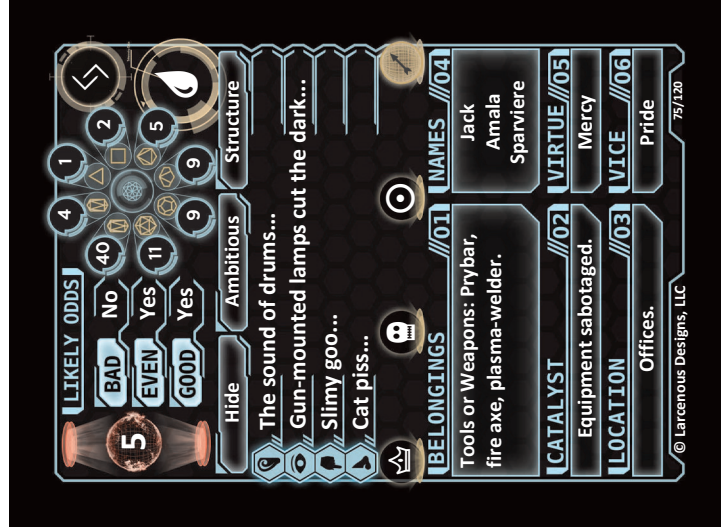 LIKELY ODDS
5
BAD No
EVEN Yes
GOOD Yes
4
1
2
5
9
9
11
40
Hide
Ambitious
Structure
The sound of drums...
Gun-mounted lamps cut the dark...
Slimy goo...
Cat piss...
BELONGINGS //01
Tools or Weapons: Prybar,
fire axe, plasma-welder.
NAMES //04
Jack
Amala
Sparviere
CATALYST //02
Equipment sabotaged.
VIRTUE //05
Mercy
LOCATION //03
Offices.
VICE //06
Pride
© Larcenous Designs, LLC
75/120